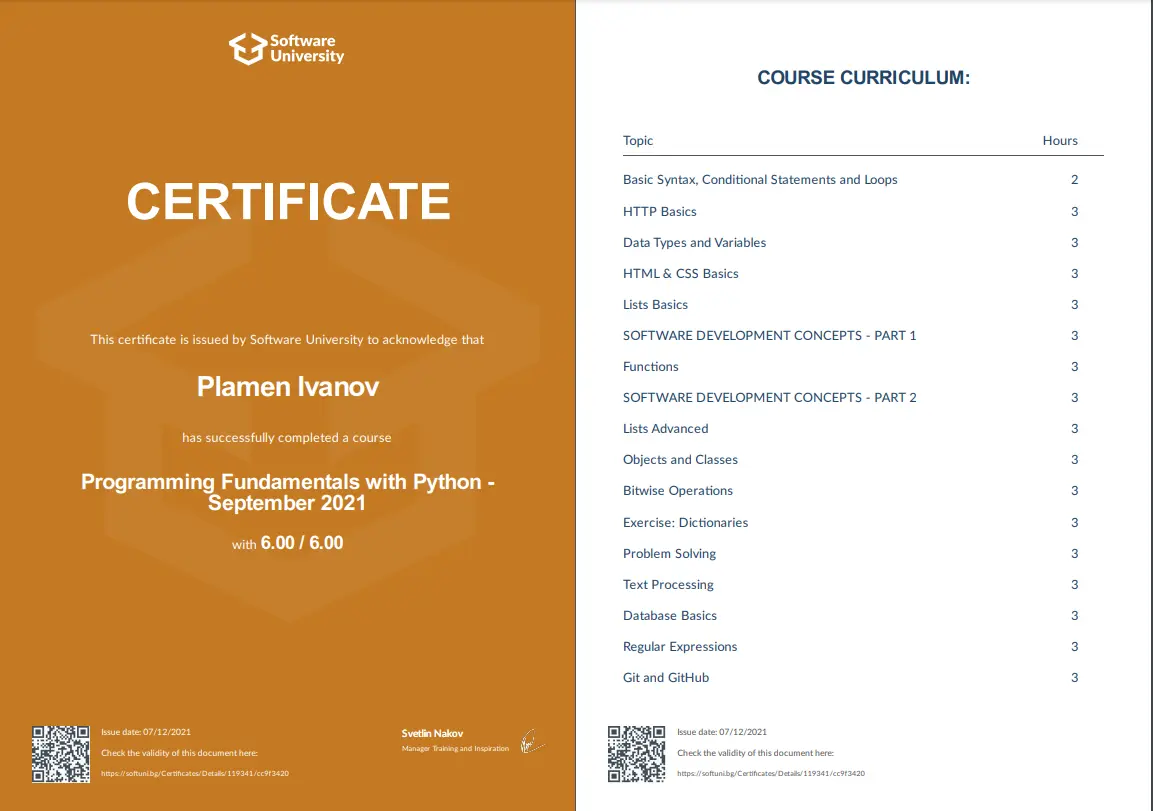 Software
University
CERTIFICATE
This certificate is issued by Software University to acknowledge that
Plamen Ivanov
has successfully completed a course
Programming Fundamentals with Python -
September 2021
with 6.00 / 6.00
Issue date: 07/12/2021
Check the validity of this document here:
https://softuni.bg/Certificates/Details/119341/cc9f3420
Svetlin Nakov
Manager Training and Inspiration
COURSE CURRICULUM:
Topic Hours
Basic Syntax, Conditional Statements and Loops 2
HTTP Basics 3
Data Types and Variables 3
HTML & CSS Basics 3
Lists Basics 3
SOFTWARE DEVELOPMENT CONCEPTS - PART 1 3
Functions 3
SOFTWARE DEVELOPMENT CONCEPTS - PART 2 3
Lists Advanced 3
Objects and Classes 3
Bitwise Operations 3
Exercise: Dictionaries 3
Problem Solving 3
Text Processing 3
Database Basics 3
Regular Expressions 3
Git and GitHub 3
Issue date: 07/12/2021
Check the validity of this document here:
https://softuni.bg/Certificates/Details/119341/cc9f3420